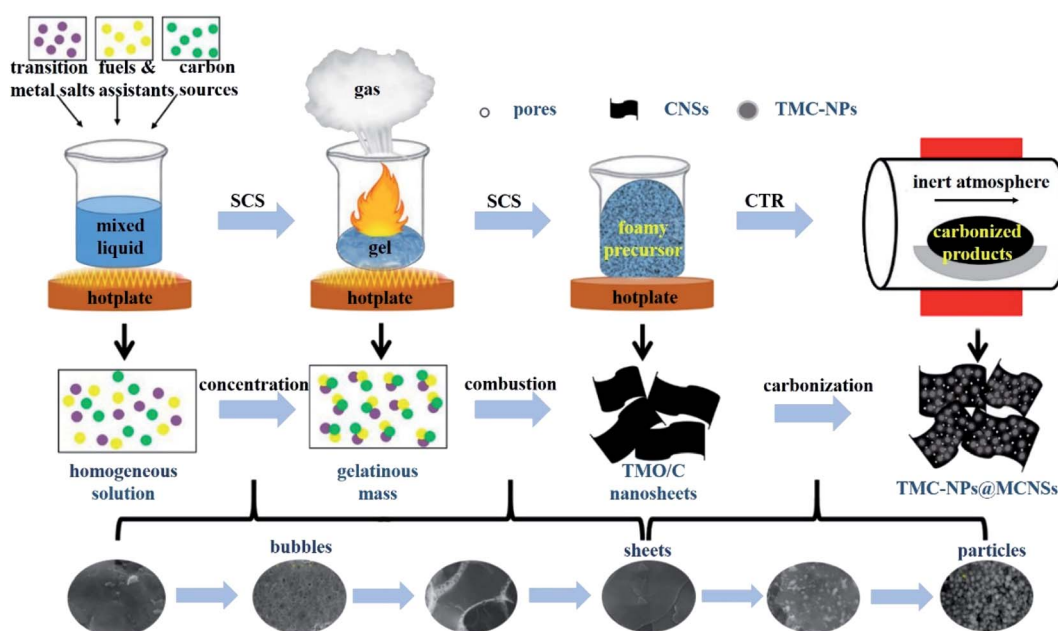 transition
metal salts
fuels &
assistants
carbon
sources
gas
pores
CNSs
TMC-NPs
mixed
liquid
hotplate
SCS
gel
hotplate
SCS
foamy
precursor
hotplate
CTR
inert atmosphere
carbonized
products
concentration
combustion
carbonization
homogeneous
solution
gelatinous
mass
TMO/C
nanosheets
TMC-NPs@MCNSs
bubbles
sheets
particles